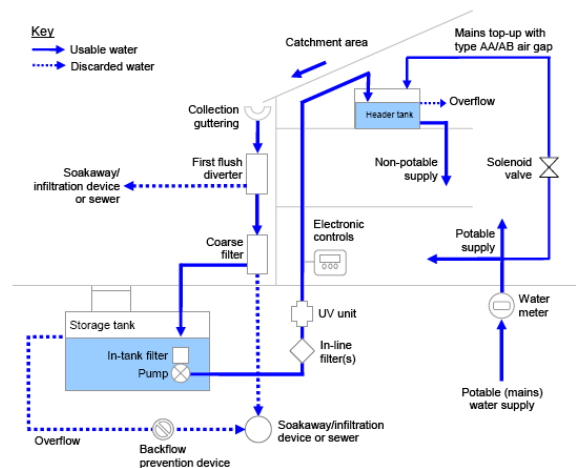 Key
Usable water
Discarded water
Catchment area
Mains top-up with
type AA/AB air gap
Collection
guttering
Header tank
Overflow
First flush
diverter
Soakaway/
infiltration device
or sewer
Non-potable
supply
Solenoid
valve
Coarse
filter
Electronic
controls
Potable
supply
Water
meter
Storage tank
UV unit
In-tank filter
Pump
In-line
filter(s)
Potable (mains)
water supply
Overflow
Backflow
prevention device
Soakaway/infiltration
device or sewer